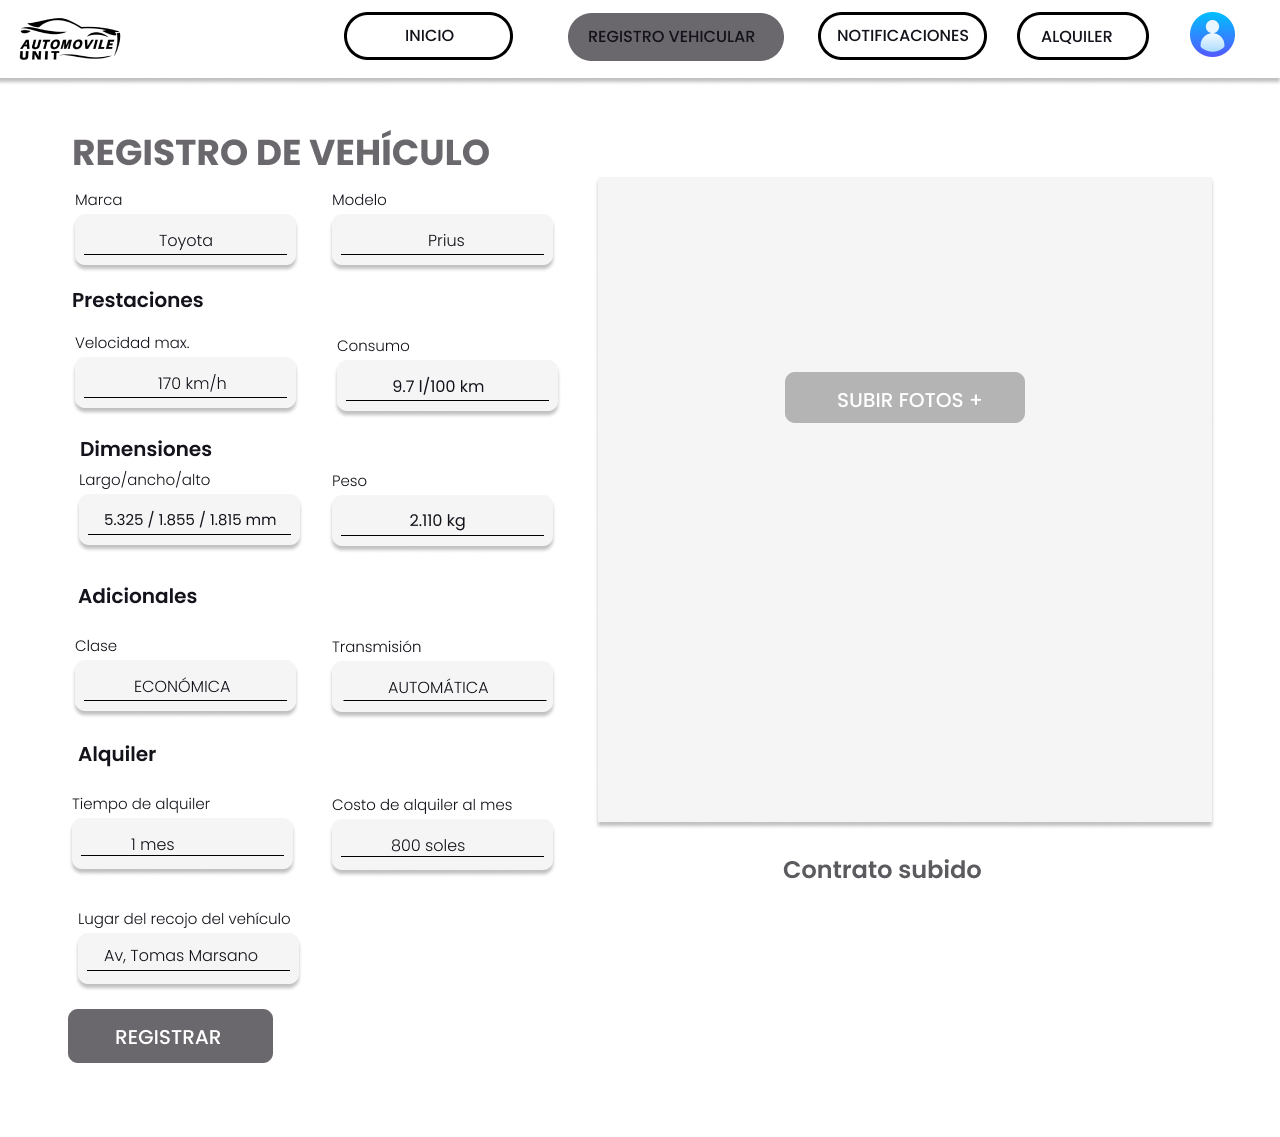 AUTOMOVILE
UNIT
INICIO
REGISTRO VEHICULAR
NOTIFICACIONES
ALQUILER
REGISTRO DE VEHÍCULO
Marca
Modelo
Toyota
Prius
Prestaciones
Velocidad max.
Consumo
170 km/h
9.7 l/100 km
SUBIR FOTOS +
Dimensiones
Largo/ancho/alto
Peso
5.325 / 1.855 / 1.815 mm
2.110 kg
Adicionales
Clase
Transmisión
ECONÓMICA
AUTOMÁTICA
Alquiler
Tiempo de alquiler
Costo de alquiler al mes
1 mes
800 soles
Contrato subido
Lugar del recojo del vehículo
Av, Tomas Marsano
REGISTRAR